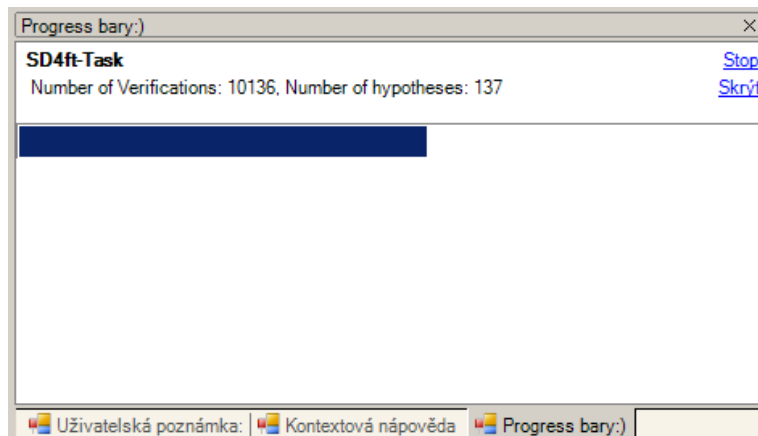 Progress bary:)
SD4ft-Task Stop
Number of Verifications: 10136, Number of hypotheses: 137 Skrýt
Uživatelská poznámka: Kontextová nápověda Progress bary:)